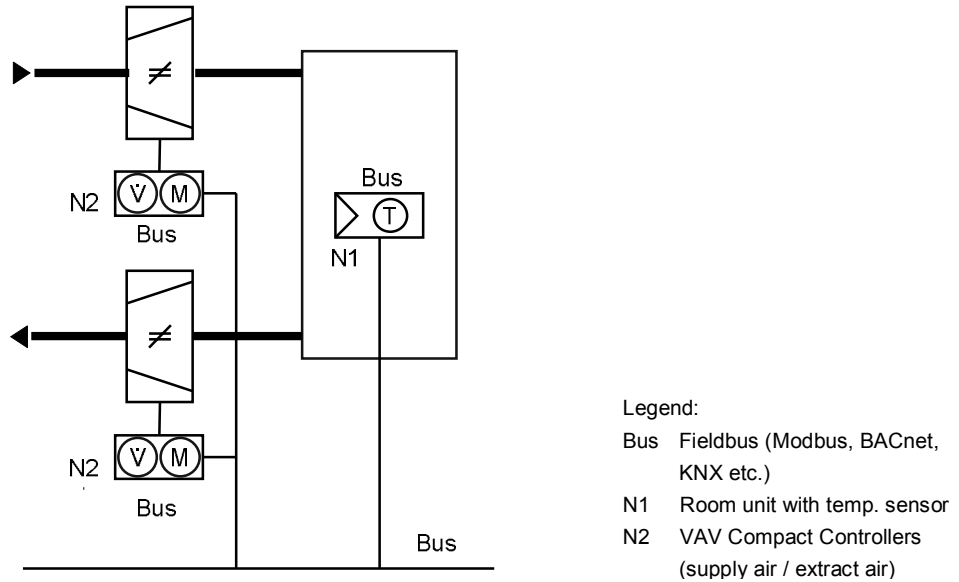 N2
V̇ M
Bus
Bus
T
N1
N2
V̇ M
Bus
Bus
Legend:
Bus Fieldbus (Modbus, BACnet,
KNX etc.)
N1 Room unit with temp. sensor
N2 VAV Compact Controllers
(supply air / extract air)